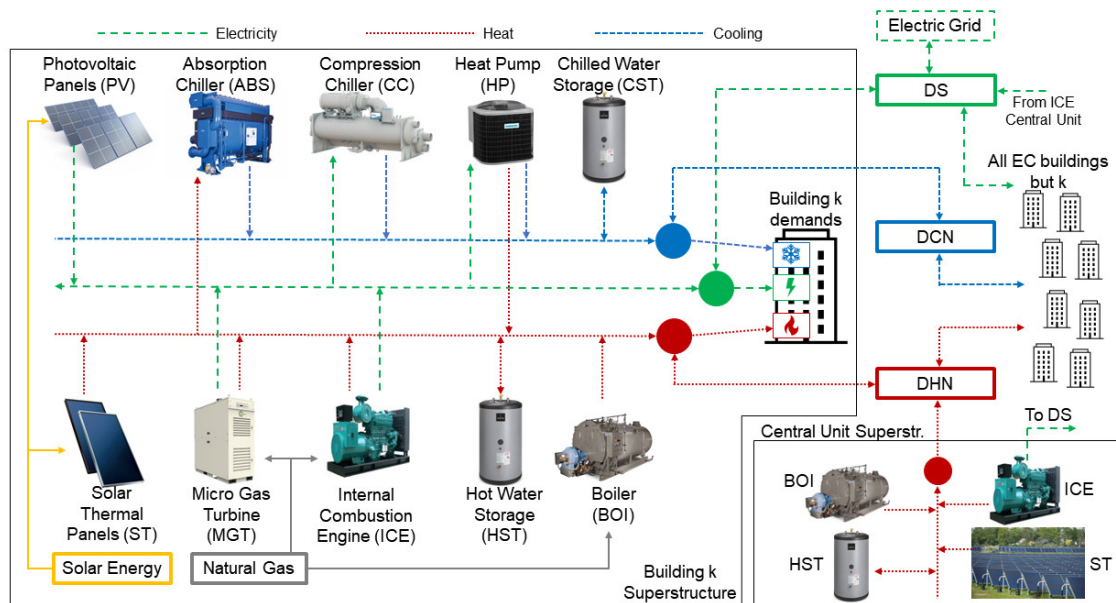 Electricity
Heat
Cooling
Electric Grid
Photovoltaic
Panels (PV)
Absorption
Chiller (ABS)
Compression
Chiller (CC)
Heat Pump
(HP)
Chilled Water
Storage (CST)
DS
From ICE
Central Unit
All EC buildings
but k
Building k
demands
DCN
DHN
To DS
Central Unit Superstr.
BOI
ICE
HST
ST
Solar
Thermal
Panels (ST)
Micro Gas
Turbine
(MGT)
Internal
Combustion
Engine (ICE)
Hot Water
Storage
(HST)
Boiler
(BOI)
Solar Energy
Natural Gas
Building k
Superstructure